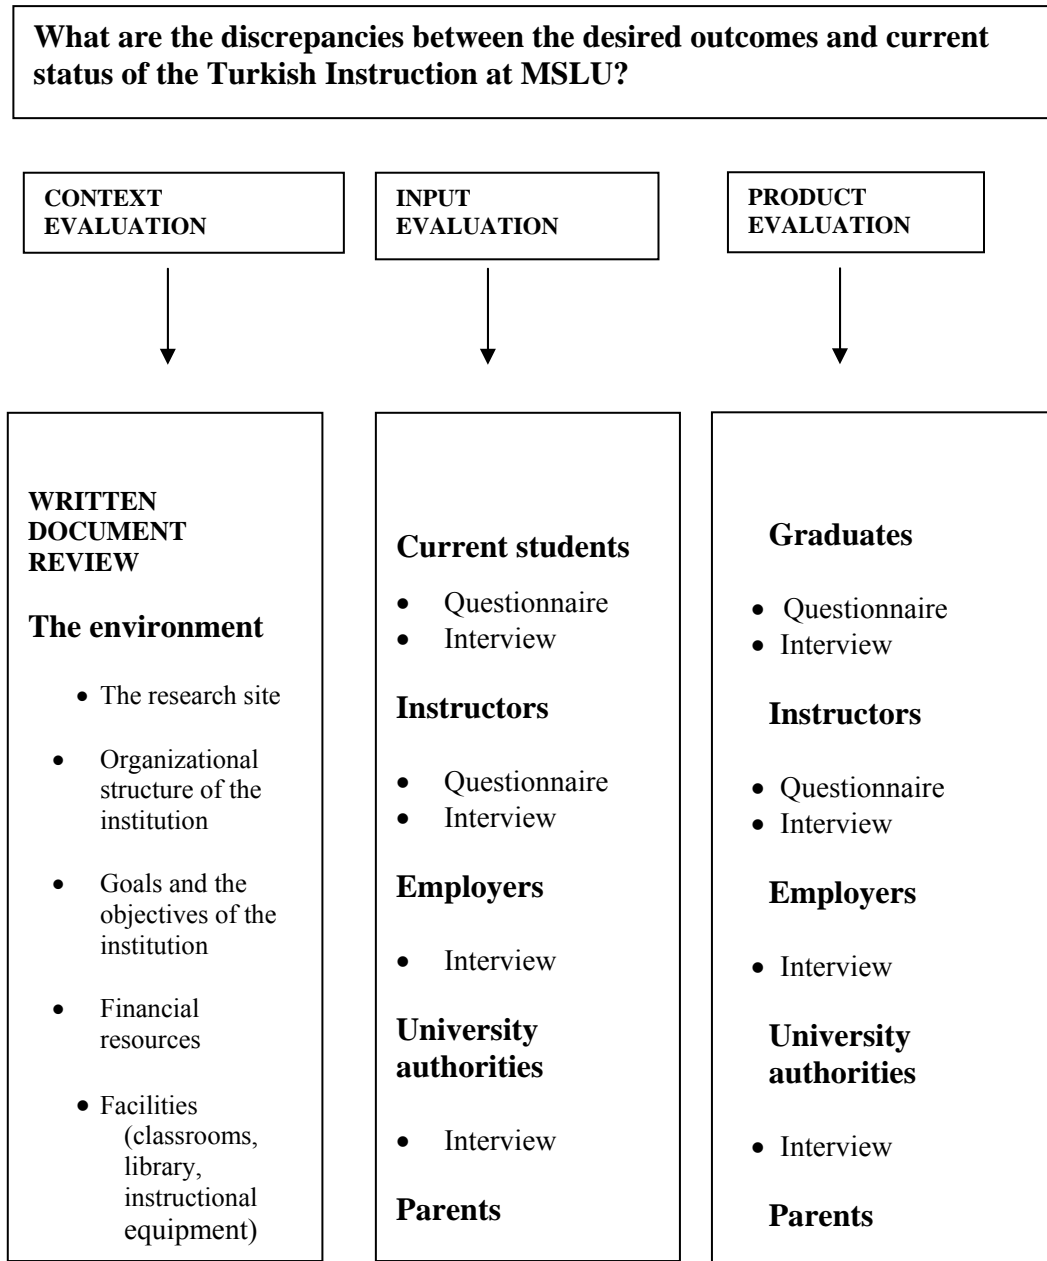 What are the discrepancies between the desired outcomes and current
status of the Turkish Instruction at MSLU?
CONTEXT
EVALUATION
INPUT
EVALUATION
PRODUCT
EVALUATION
WRITTEN
DOCUMENT
REVIEW
The environment
• The research site
• Organizational
structure of the
institution
• Goals and the
objectives of the
institution
• Financial
resources
• Facilities
(classrooms,
library,
instructional
equipment)
Current students
• Questionnaire
• Interview
Instructors
• Questionnaire
• Interview
Employers
• Interview
University
authorities
• Interview
Parents
Graduates
• Questionnaire
• Interview
Instructors
• Questionnaire
• Interview
Employers
• Interview
University
authorities
• Interview
Parents